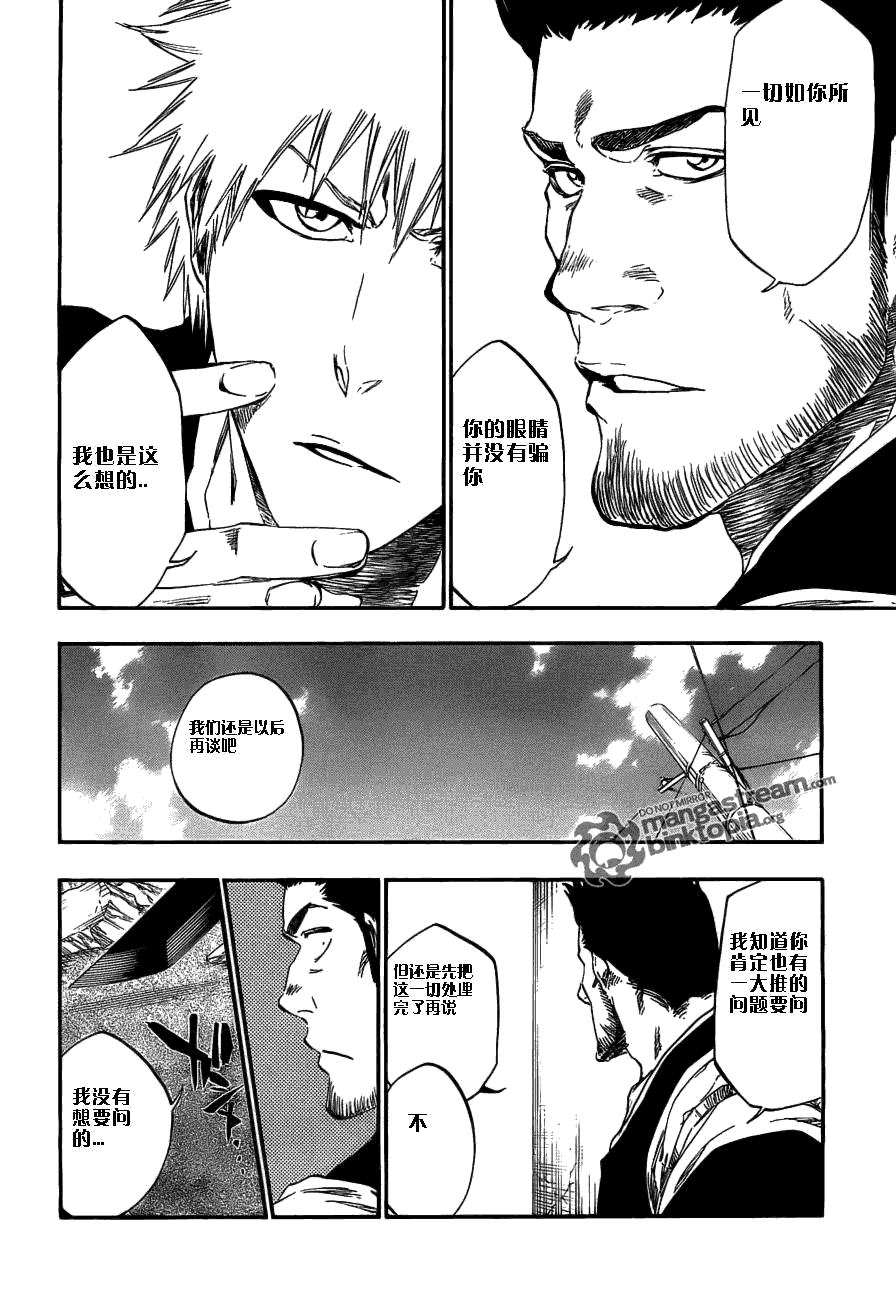 一切如你所
见
你的眼睛
并没有骗
你
我也是这
么想的..
我们还是以后
再谈吧
DO NOT MIRROR
mangastream.com
binktopia.org
我知道你
肯定也有
一大推的
问题要问
但还是先把
这一切处理
完了再说
不
我没有
想要问
的...